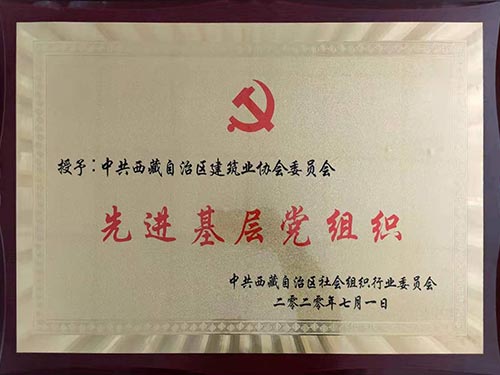 授予：中共西藏自治区建筑业协会委员会
先进基层党组织
中共西藏自治区社会组织行业委员会
二零二零年七月一日